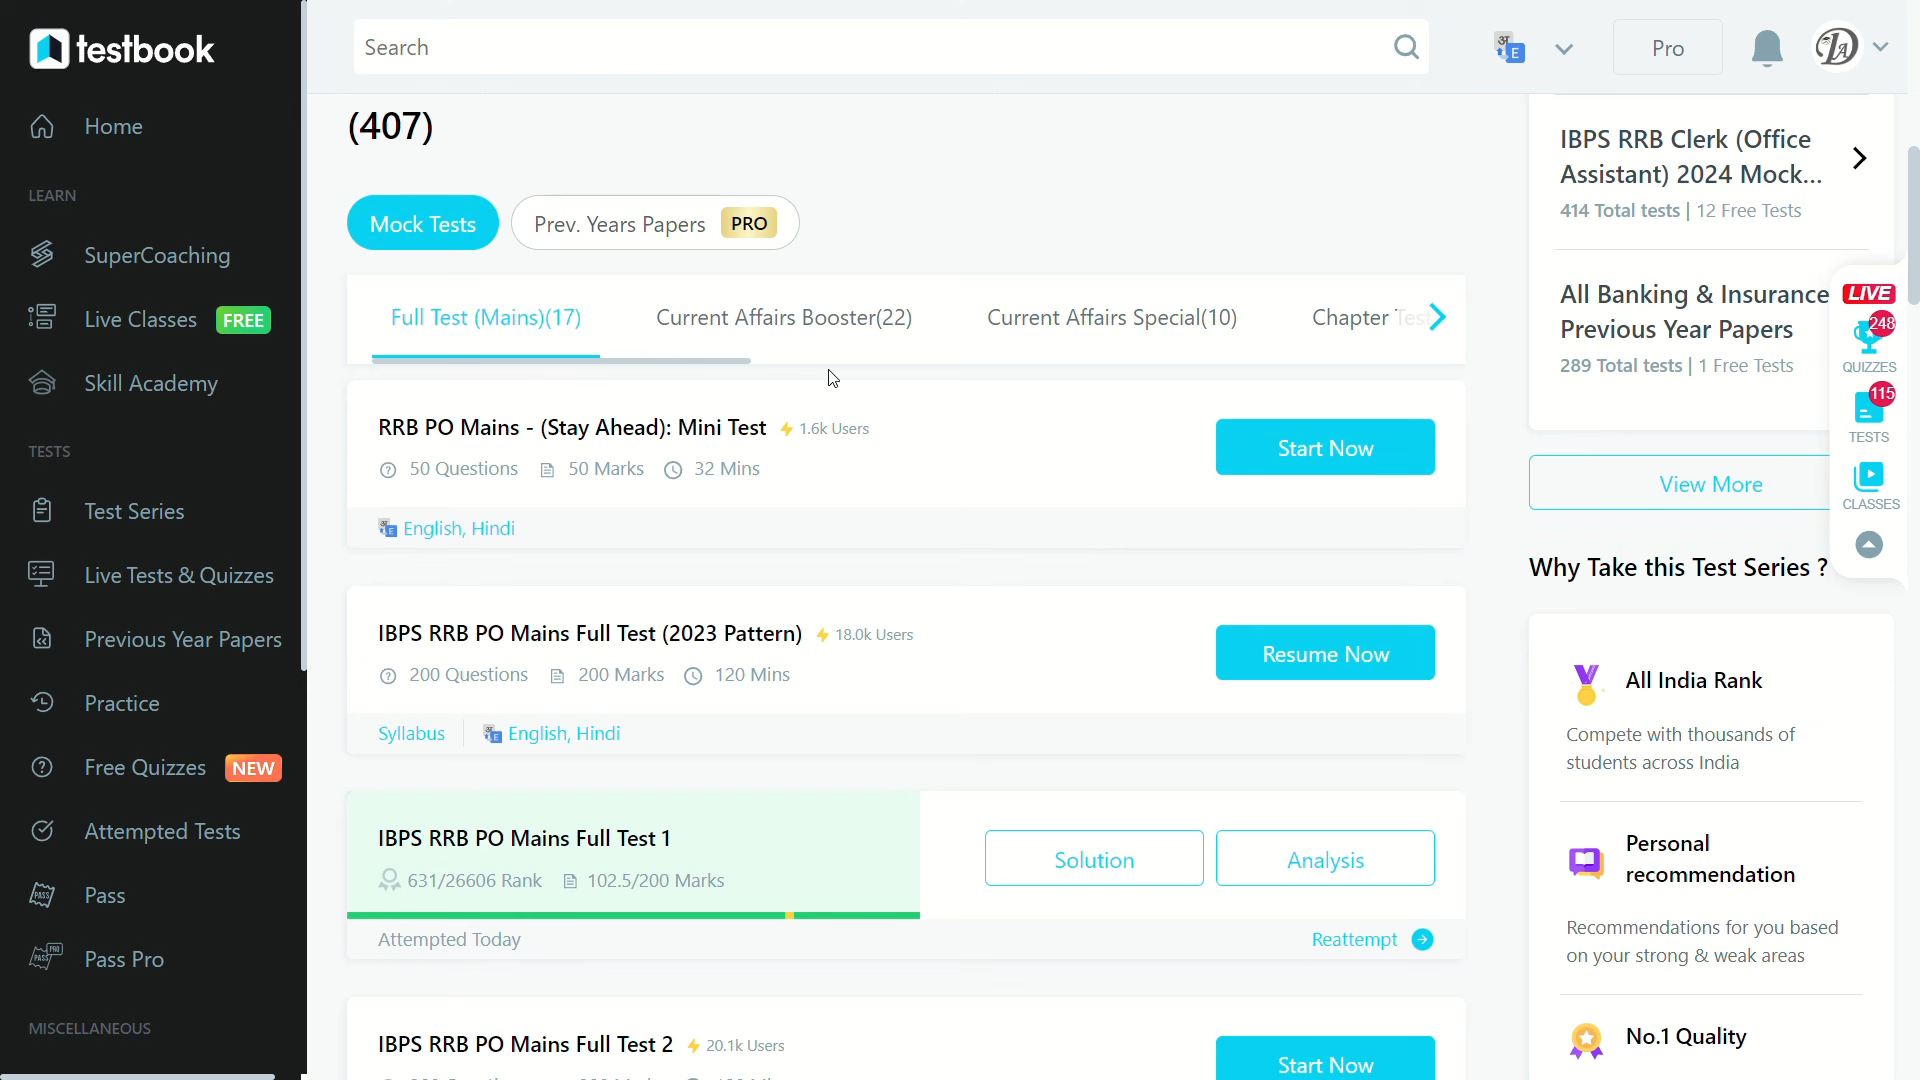 testbook
Home
LEARN
SuperCoaching
Live Classes FREE
Skill Academy
TESTS
Test Series
Live Tests & Quizzes
Previous Year Papers
Practice
Free Quizzes NEW
Attempted Tests
Pass
Pass Pro
MISCELLANEOUS
Search
Pro
(407)
Mock Tests
Prev. Years Papers PRO
Full Test (Mains)(17)
Current Affairs Booster(22)
Current Affairs Special(10)
Chapter Test
RRB PO Mains - (Stay Ahead): Mini Test 1.6k Users
50 Questions 50 Marks 32 Mins
Start Now
English, Hindi
IBPS RRB PO Mains Full Test (2023 Pattern) 18.0k Users
200 Questions 200 Marks 120 Mins
Resume Now
Syllabus English, Hindi
IBPS RRB PO Mains Full Test 1
631/26606 Rank 102.5/200 Marks
Solution
Analysis
Attempted Today
Reattempt
IBPS RRB PO Mains Full Test 2 20.1k Users
Start Now
IBPS RRB Clerk (Office
Assistant) 2024 Mock...
414 Total tests | 12 Free Tests
All Banking & Insurance
Previous Year Papers
289 Total tests | 1 Free Tests
View More
LIVE
248
QUIZZES
115
TESTS
CLASSES
Why Take this Test Series ?
All India Rank
Compete with thousands of
students across India
Personal
recommendation
Recommendations for you based
on your strong & weak areas
No.1 Quality